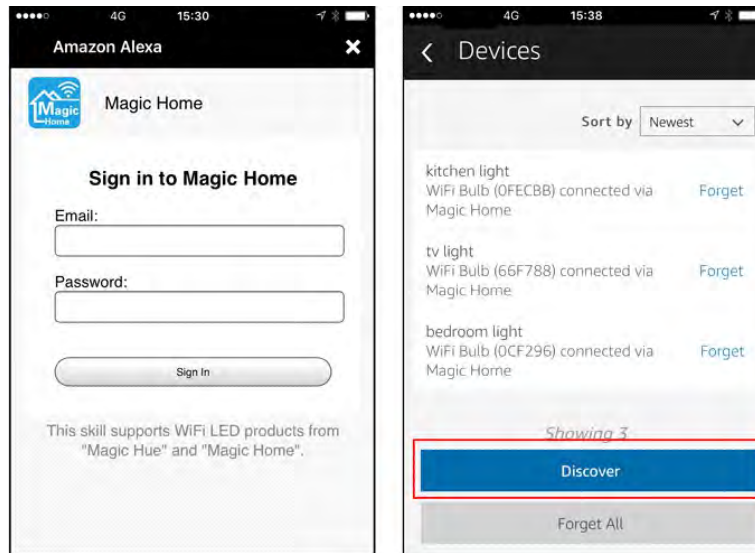 4G 15:30
Amazon Alexa
Magic Home
Magic Home
Sign in to Magic Home
Email:
Password:
Sign In
This skill supports WiFi LED products from
"Magic Hue" and "Magic Home".
4G 15:38
Devices
Sort by Newest
kitchen light
WiFi Bulb (0FECBB) connected via
Magic Home
Forget
tv light
WiFi Bulb (66F788) connected via
Magic Home
Forget
bedroom light
WiFi Bulb (0CF296) connected via
Magic Home
Forget
Showing 3
Discover
Forget All